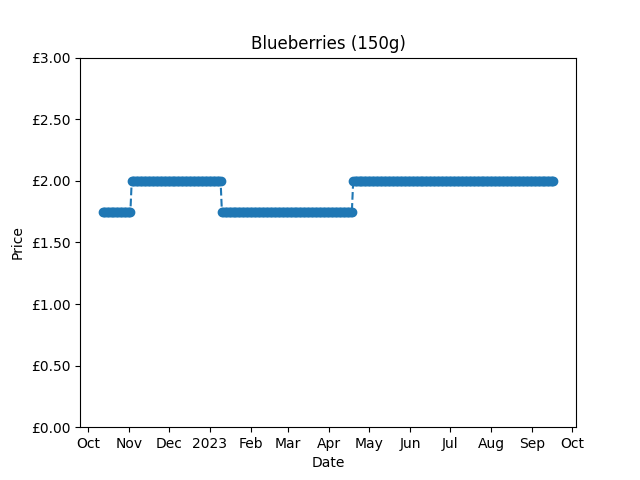 Blueberries (150g)
£3.00
£2.50
£2.00
£1.50
£1.00
£0.50
£0.00
Price
Oct Nov Dec 2023 Feb Mar Apr May Jun Jul Aug Sep Oct
Date